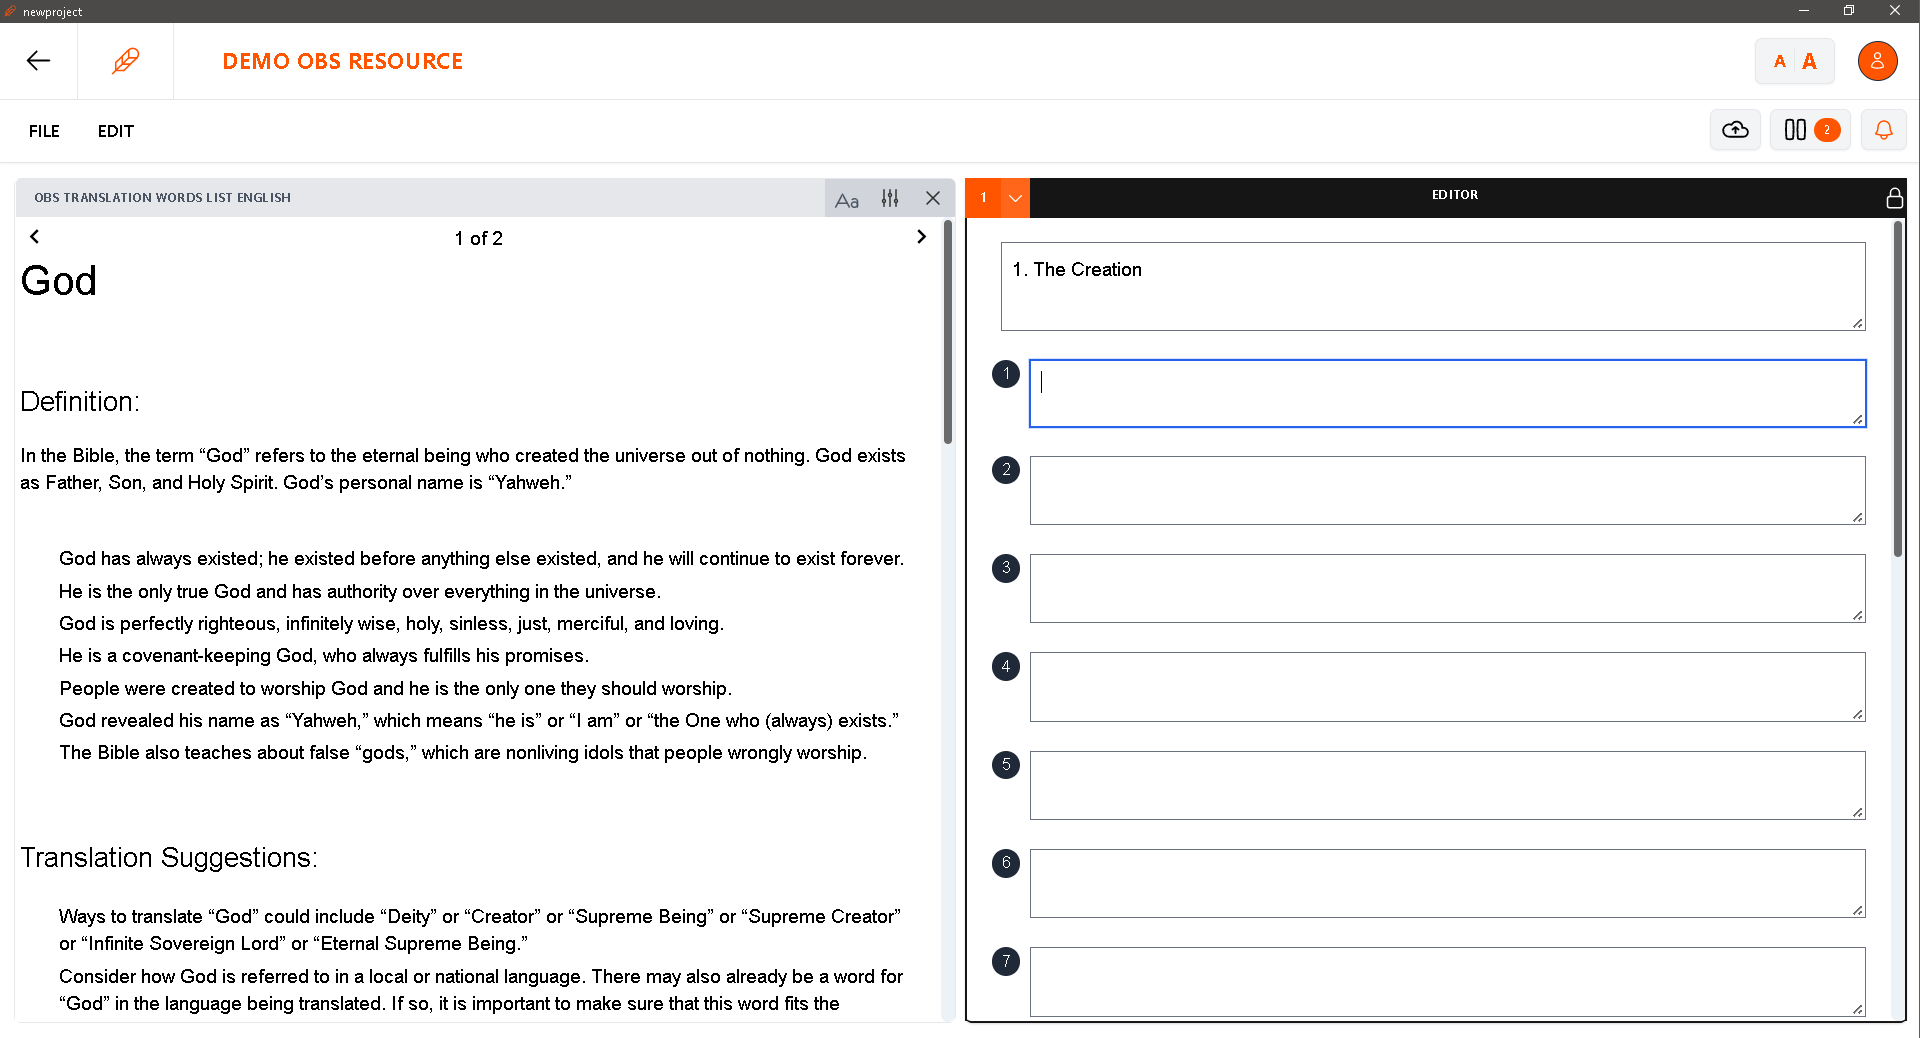 newproject
DEMO OBS RESOURCE
A A
FILE EDIT
2
OBS TRANSLATION WORDS LIST ENGLISH
Aa
1 of 2
God
Definition:
In the Bible, the term “God” refers to the eternal being who created the universe out of nothing. God exists
as Father, Son, and Holy Spirit. God’s personal name is “Yahweh.”
God has always existed; he existed before anything else existed, and he will continue to exist forever.
He is the only true God and has authority over everything in the universe.
God is perfectly righteous, infinitely wise, holy, sinless, just, merciful, and loving.
He is a covenant-keeping God, who always fulfills his promises.
People were created to worship God and he is the only one they should worship.
God revealed his name as “Yahweh,” which means “he is” or “I am” or “the One who (always) exists.”
The Bible also teaches about false “gods,” which are nonliving idols that people wrongly worship.
Translation Suggestions:
Ways to translate “God” could include “Deity” or “Creator” or “Supreme Being” or “Supreme Creator”
or “Infinite Sovereign Lord” or “Eternal Supreme Being.”
Consider how God is referred to in a local or national language. There may also already be a word for
“God” in the language being translated. If so, it is important to make sure that this word fits the
1
EDITOR
1. The Creation
1
2
3
4
5
6
7